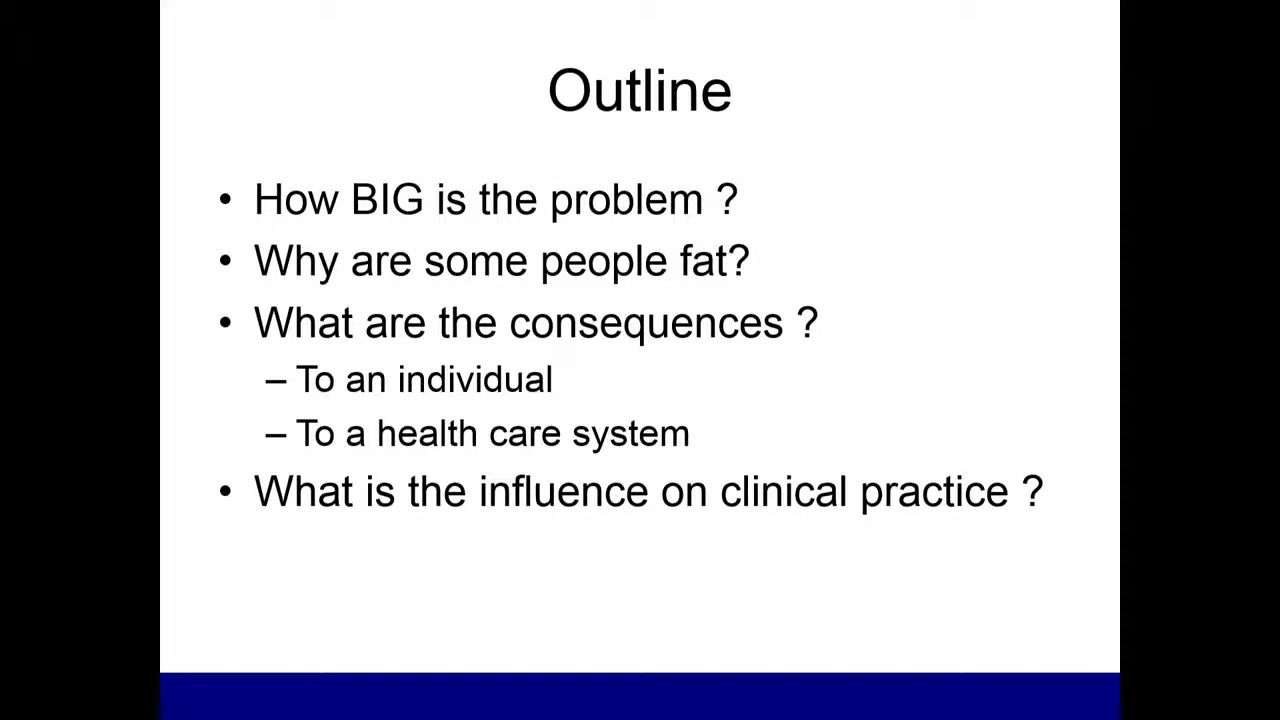 Outline
• How BIG is the problem ?
• Why are some people fat?
• What are the consequences ?
– To an individual
– To a health care system
• What is the influence on clinical practice ?